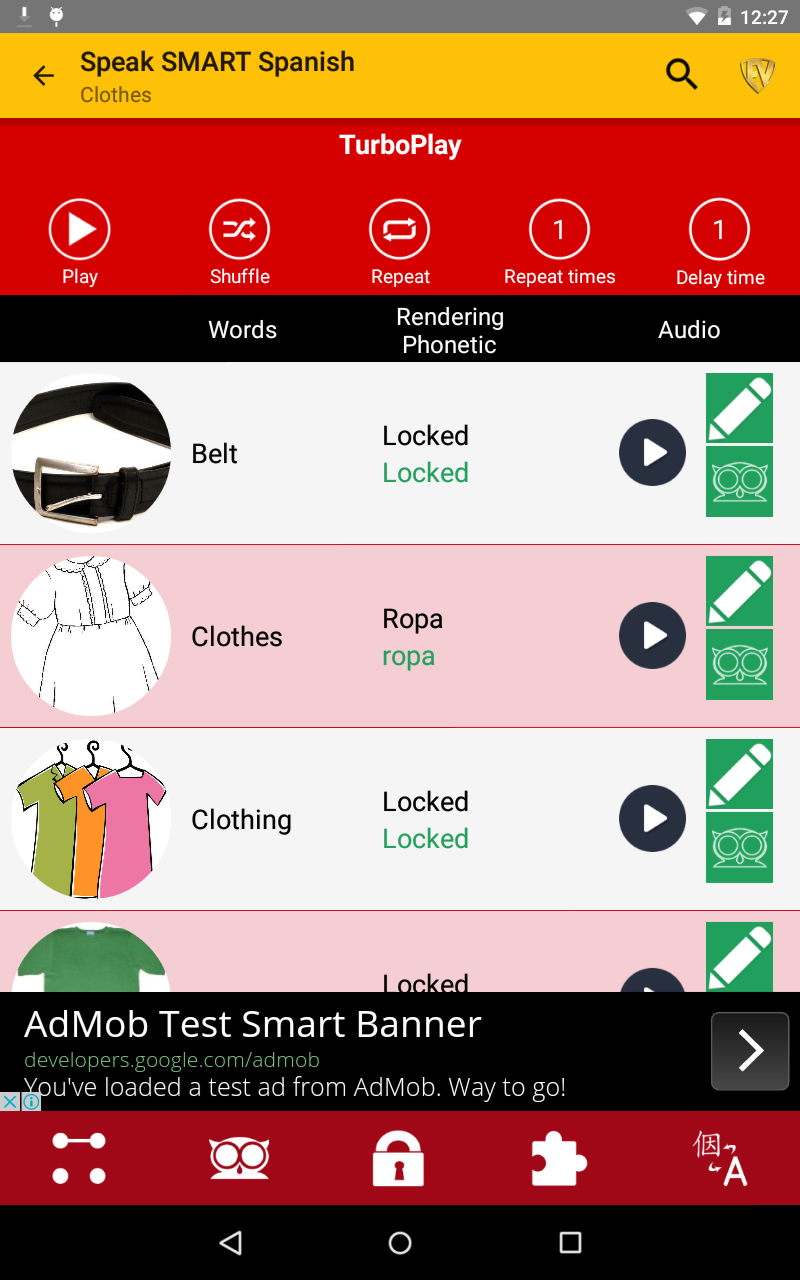 12:27
Speak SMART Spanish
Clothes
EV
TurboPlay
1
1
Play
Shuffle
Repeat
Repeat times
Delay time
Words
Rendering
Phonetic
Audio
Belt
Locked
Locked
Clothes
Ropa
ropa
Clothing
Locked
Locked
Locked
AdMob Test Smart Banner
developers.google.com/admob
You've loaded a test ad from AdMob. Way to go!
個
A